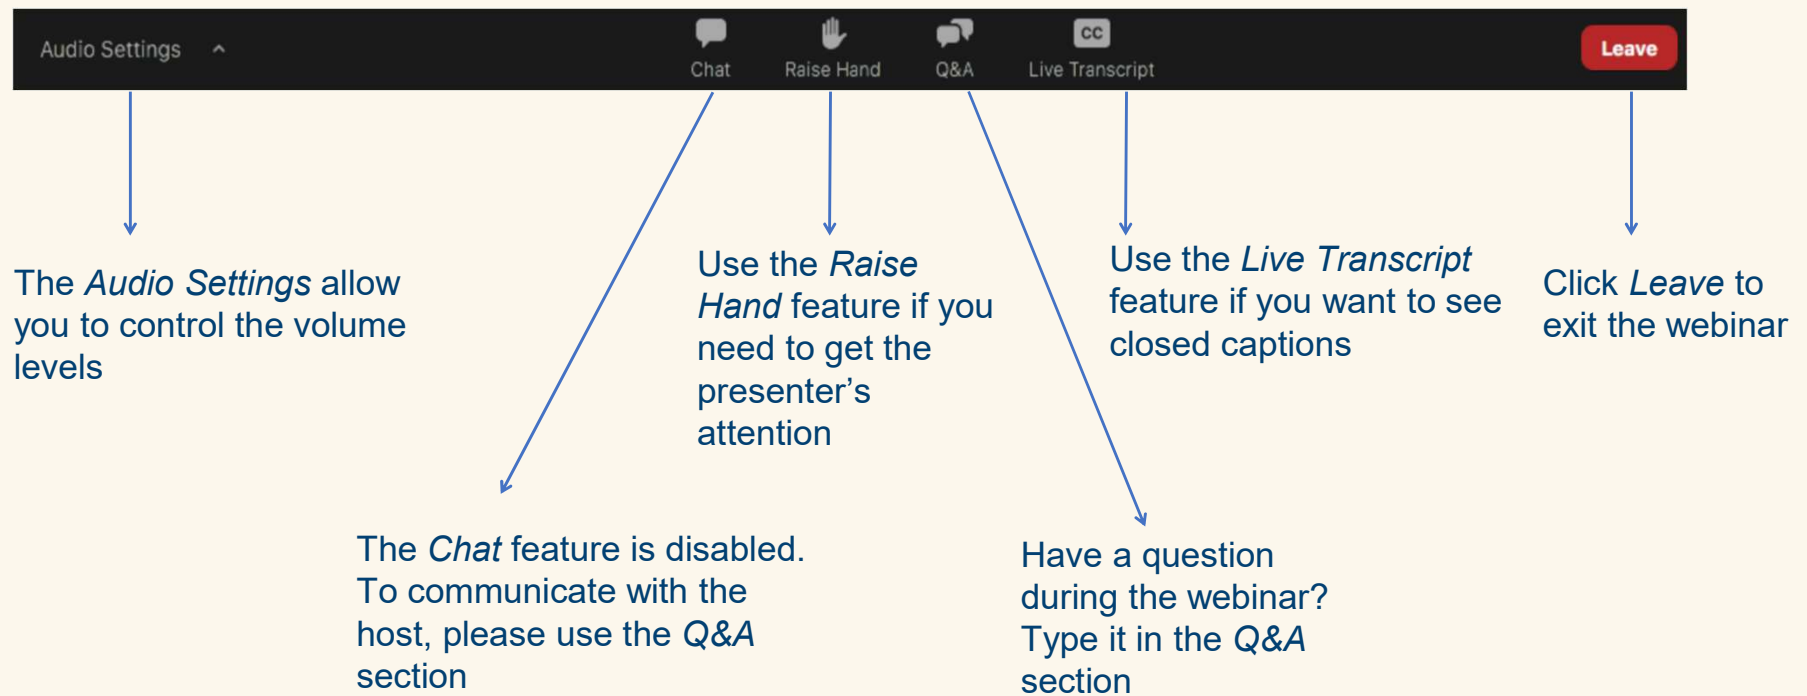 Audio Settings
Chat
Raise Hand
Q&A
CC
Live Transcript
Leave
The Audio Settings allow
you to control the volume
levels
Use the Raise
Hand feature if you
need to get the
presenter’s
attention
Use the Live Transcript
feature if you want to see
closed captions
Click Leave to
exit the webinar
The Chat feature is disabled.
To communicate with the
host, please use the Q&A
section
Have a question
during the webinar?
Type it in the Q&A
section